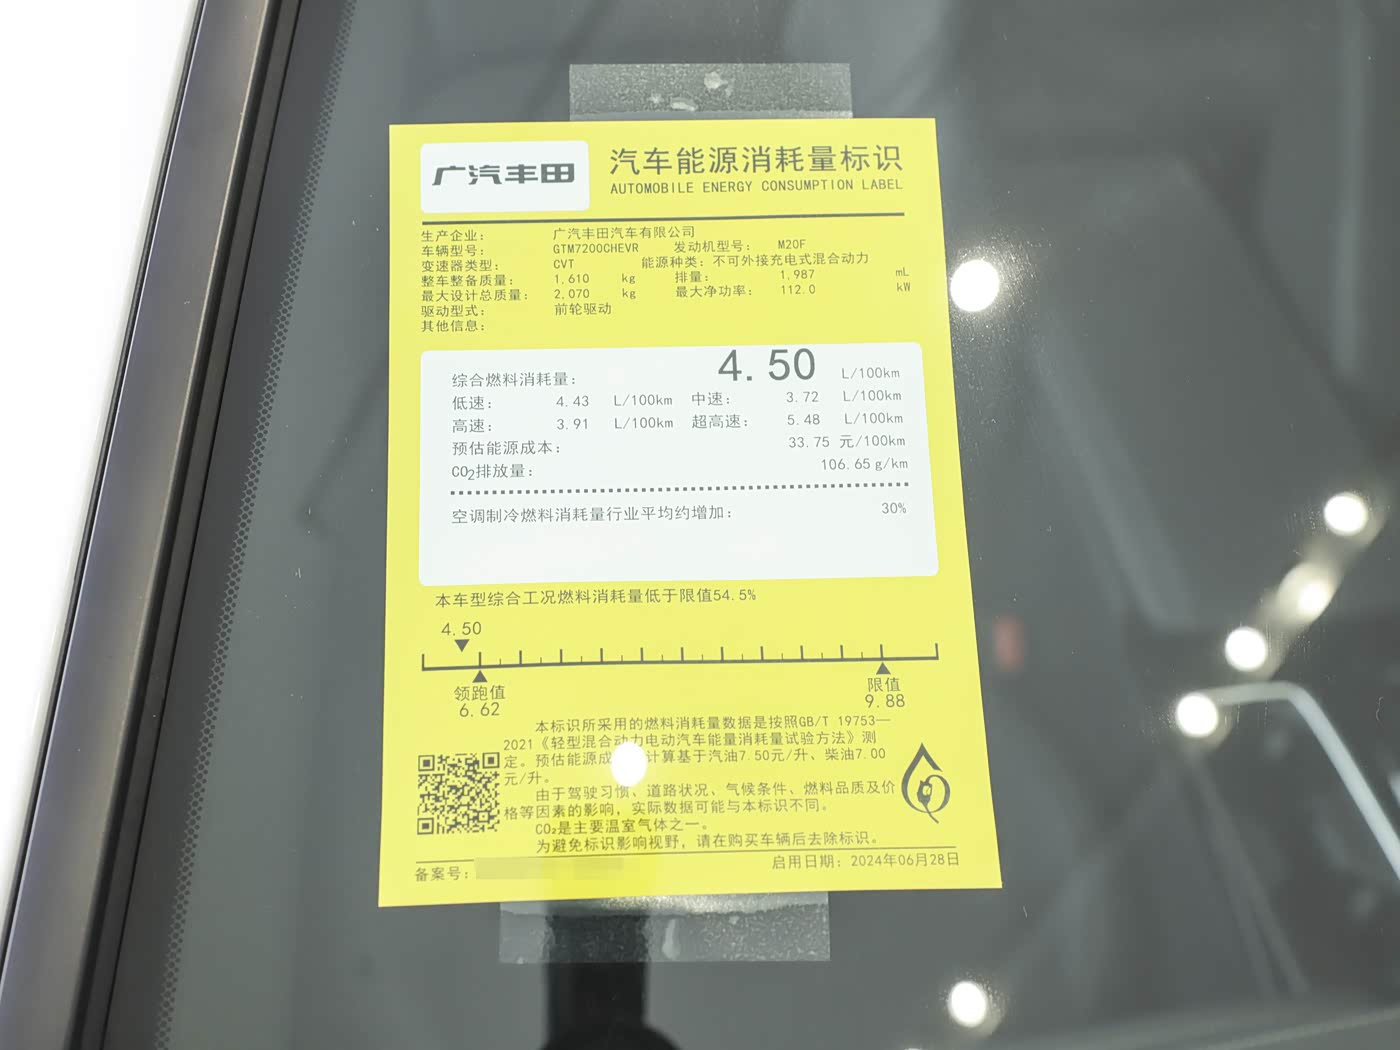 广汽丰田
汽车能源消耗量标识
AUTOMOBILE ENERGY CONSUMPTION LABEL
生产企业: 广汽丰田汽车有限公司
车辆型号: GTM7200CHEVR 发动机型号: M20F
变速器类型: CVT 能源种类: 不可外接充电式混合动力
整车整备质量: 1,610 kg 排量: 1,987 mL
最大设计总质量: 2,070 kg 最大净功率: 112.0 kW
驱动型式: 前轮驱动
其他信息:
综合燃料消耗量: 4.50 L/100km
低速: 4.43 L/100km 中速: 3.72 L/100km
高速: 3.91 L/100km 超高速: 5.48 L/100km
预估能源成本: 33.75 元/100km
CO2排放量: 106.65 g/km
空调制冷燃料消耗量行业平均约增加: 30%
本车型综合工况燃料消耗量低于限值54.5%
4.50
领跑值 限值
6.62 9.88
本标识所采用的燃料消耗量数据是按照GB/T 19753—
2021《轻型混合动力电动汽车能量消耗量试验方法》测
定。预估能源成 计算基于汽油7.50元/升、柴油7.00
元/升。
由于驾驶习惯、道路状况、气候条件、燃料品质及价
格等因素的影响，实际数据可能与本标识不同。
CO2是主要温室气体之一。
为避免标识影响视野，请在购买车辆后去除标识。
备案号: 启用日期: 2024年06月28日